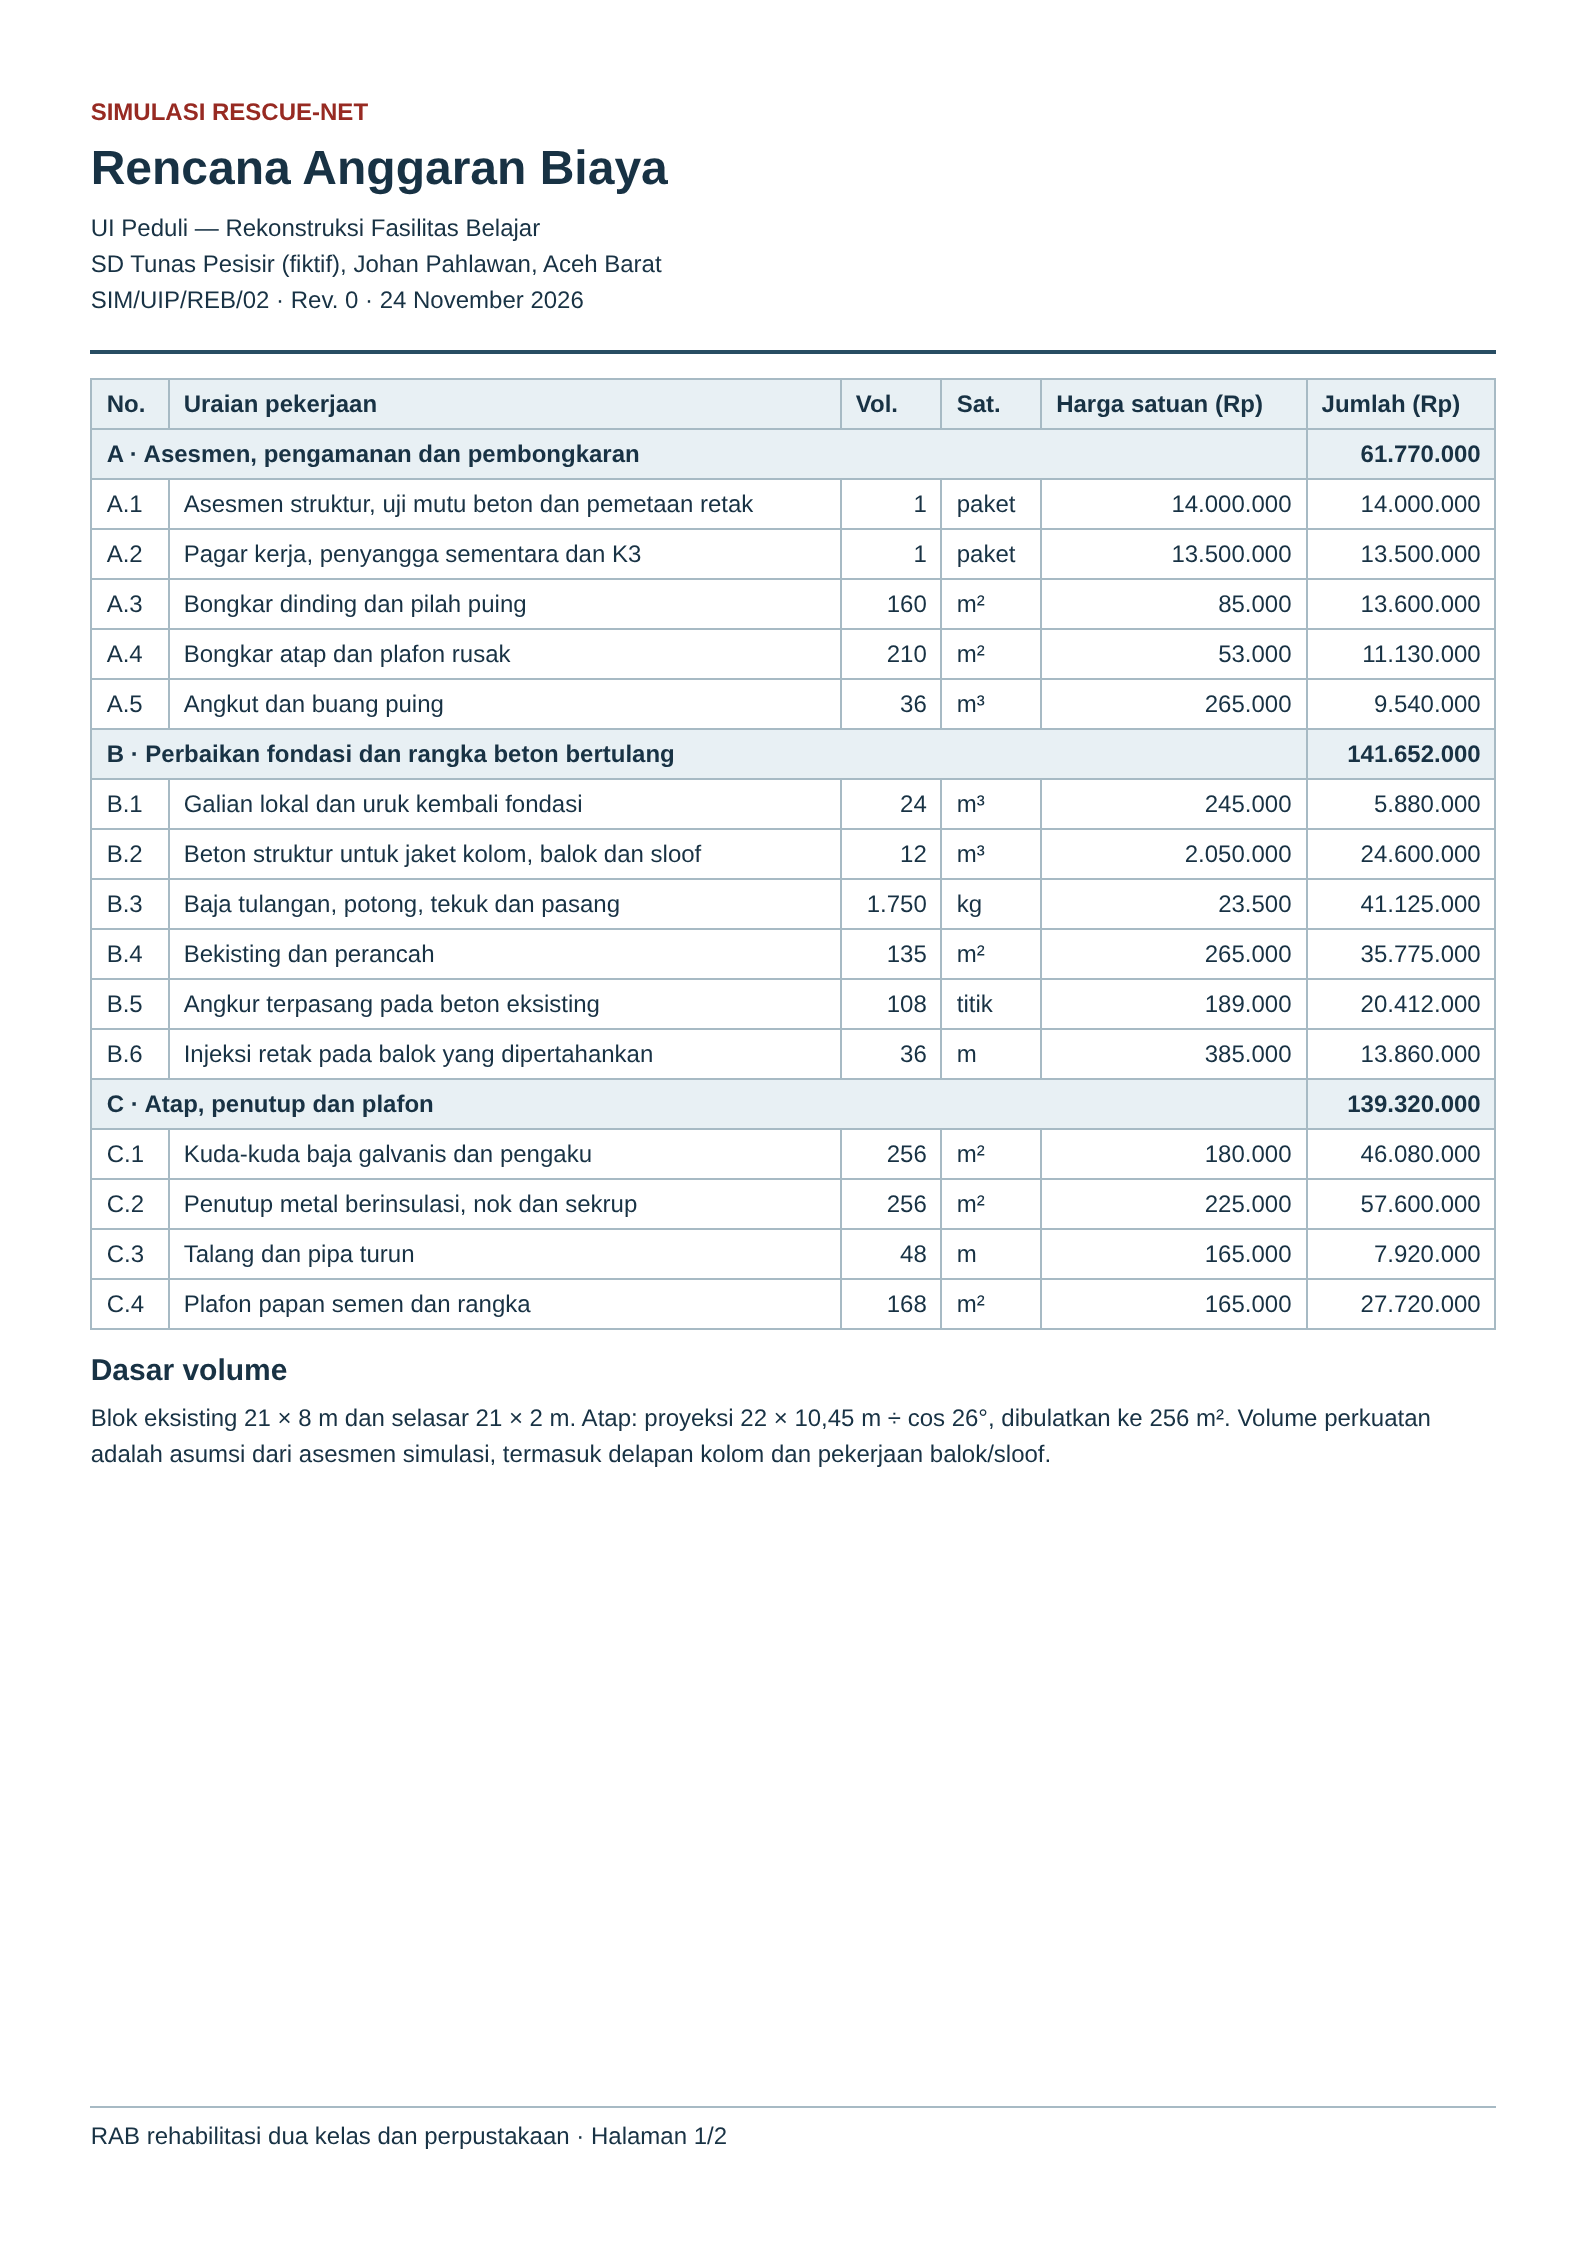 SIMULASI RESCUE-NET
Rencana Anggaran Biaya
UI Peduli — Rekonstruksi Fasilitas Belajar
SD Tunas Pesisir (fiktif), Johan Pahlawan, Aceh Barat
SIM/UIP/REB/02 · Rev. 0 · 24 November 2026
No. Uraian pekerjaan Vol. Sat. Harga satuan (Rp) Jumlah (Rp)
A · Asesmen, pengamanan dan pembongkaran 61.770.000
A.1 Asesmen struktur, uji mutu beton dan pemetaan retak 1 paket 14.000.000 14.000.000
A.2 Pagar kerja, penyangga sementara dan K3 1 paket 13.500.000 13.500.000
A.3 Bongkar dinding dan pilah puing 160 m² 85.000 13.600.000
A.4 Bongkar atap dan plafon rusak 210 m² 53.000 11.130.000
A.5 Angkut dan buang puing 36 m³ 265.000 9.540.000
B · Perbaikan fondasi dan rangka beton bertulang 141.652.000
B.1 Galian lokal dan uruk kembali fondasi 24 m³ 245.000 5.880.000
B.2 Beton struktur untuk jaket kolom, balok dan sloof 12 m³ 2.050.000 24.600.000
B.3 Baja tulangan, potong, tekuk dan pasang 1.750 kg 23.500 41.125.000
B.4 Bekisting dan perancah 135 m² 265.000 35.775.000
B.5 Angkur terpasang pada beton eksisting 108 titik 189.000 20.412.000
B.6 Injeksi retak pada balok yang dipertahankan 36 m 385.000 13.860.000
C · Atap, penutup dan plafon 139.320.000
C.1 Kuda-kuda baja galvanis dan pengaku 256 m² 180.000 46.080.000
C.2 Penutup metal berinsulasi, nok dan sekrup 256 m² 225.000 57.600.000
C.3 Talang dan pipa turun 48 m 165.000 7.920.000
C.4 Plafon papan semen dan rangka 168 m² 165.000 27.720.000
Dasar volume
Blok eksisting 21 × 8 m dan selasar 21 × 2 m. Atap: proyeksi 22 × 10,45 m ÷ cos 26°, dibulatkan ke 256 m². Volume perkuatan
adalah asumsi dari asesmen simulasi, termasuk delapan kolom dan pekerjaan balok/sloof.
RAB rehabilitasi dua kelas dan perpustakaan · Halaman 1/2